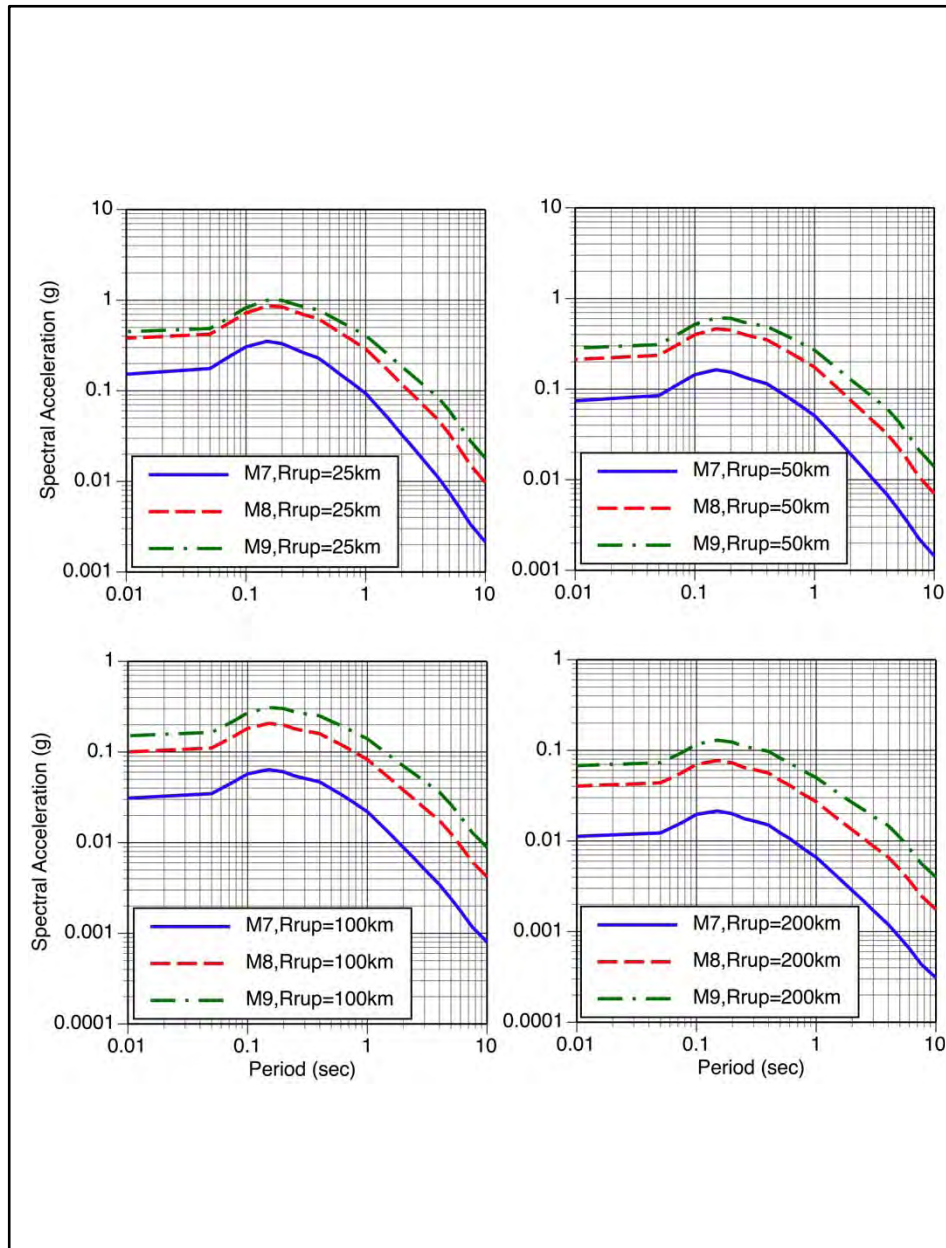 10
1
0.1
0.01
0.001
Spectral Acceleration (g)
M7,Rrup=25km
M8,Rrup=25km
M9,Rrup=25km
0.01 0.1 1 10
10
1
0.1
0.01
0.001
M7,Rrup=50km
M8,Rrup=50km
M9,Rrup=50km
0.01 0.1 1 10
1
0.1
0.01
0.001
0.0001
Spectral Acceleration (g)
M7,Rrup=100km
M8,Rrup=100km
M9,Rrup=100km
0.01 0.1 1 10
Period (sec)
1
0.1
0.01
0.001
0.0001
M7,Rrup=200km
M8,Rrup=200km
M9,Rrup=200km
0.01 0.1 1 10
Period (sec)